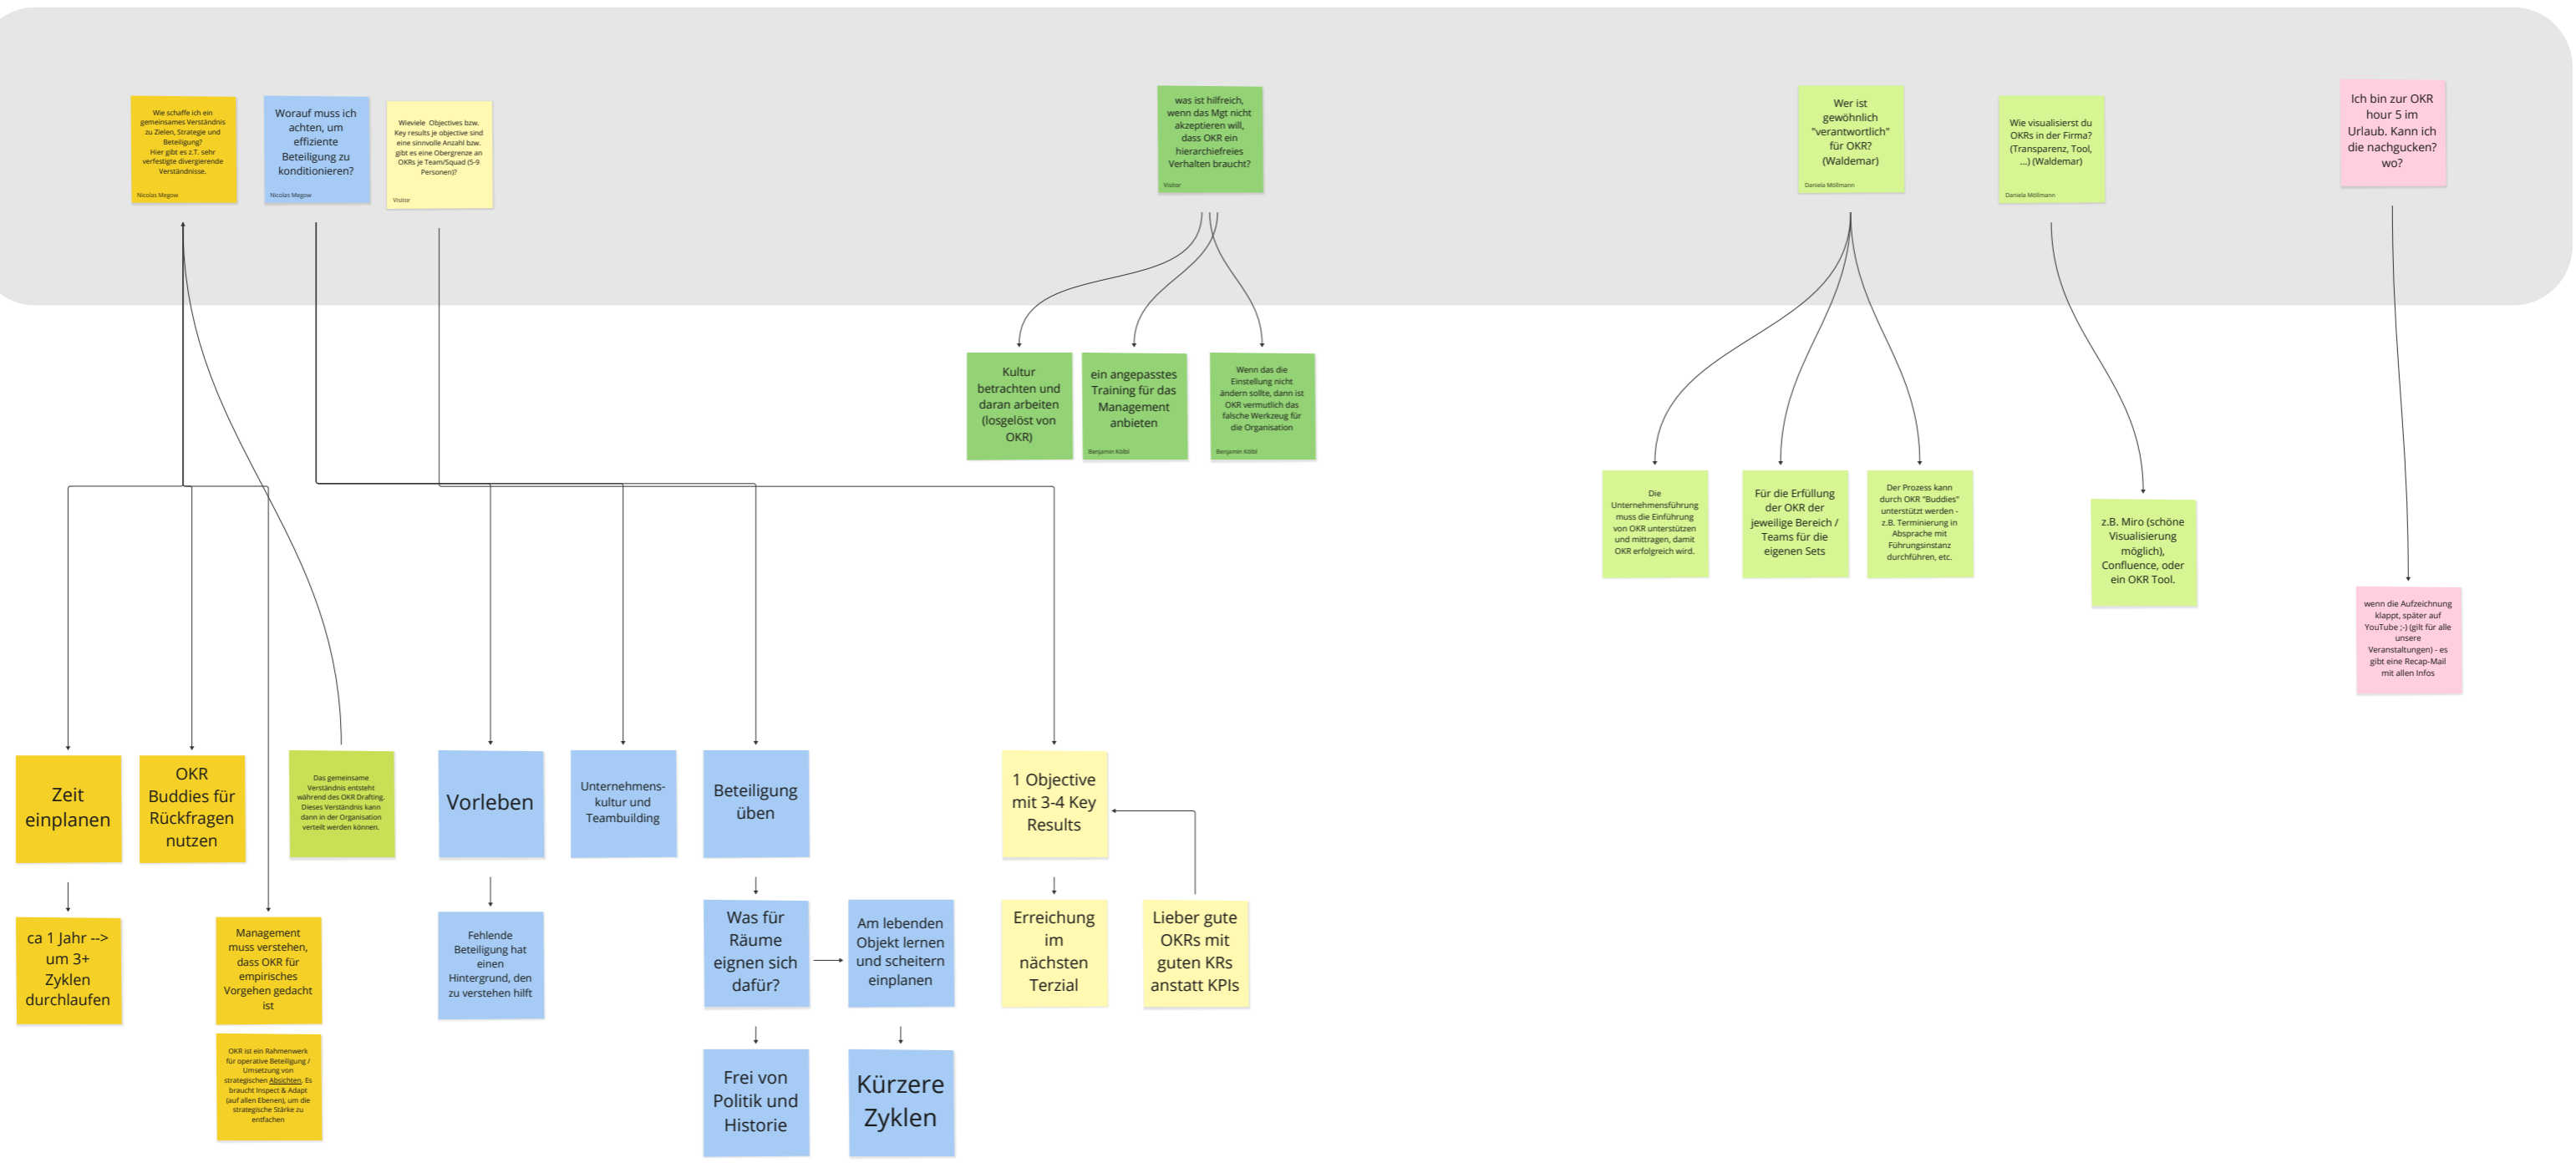 Wie schaffe ich ein
gemeinsames Verständnis
zu Zielen, Strategie und
Beteiligung?
Hier gibt es z.T. sehr
verfestigte divergierende
Verständnisse.
Nicolas Megow
Worauf muss ich
achten, um
effiziente
Beteiligung zu
konditionieren?
Nicolas Megow
Wieviele Objectives bzw.
Key results je objective sind
eine sinnvolle Anzahl bzw.
gibt es eine Obergrenze an
OKRs je Team/Squad (5-9
Personen)?
Visitor
was ist hilfreich,
wenn das Mgt nicht
akzeptieren will,
dass OKR ein
hierarchiefreies
Verhalten braucht?
Visitor
Wer ist
gewöhnlich
"verantwortlich"
für OKR?
(Waldemar)
Daniela Möllmann
Wie visualisierst du
OKRs in der Firma?
(Transparenz, Tool,
...) (Waldemar)
Daniela Möllmann
Ich bin zur OKR
hour 5 im
Urlaub. Kann ich
die nachgucken?
wo?
Kultur
betrachten und
daran arbeiten
(losgelöst von
OKR)
ein angepasstes
Training für das
Management
anbieten
Benjamin Kölbl
Wenn das die
Einstellung nicht
ändern sollte, dann ist
OKR vermutlich das
falsche Werkzeug für
die Organisation
Benjamin Kölbl
Die
Unternehmensführung
muss die Einführung
von OKR unterstützen
und mittragen, damit
OKR erfolgreich wird.
Für die Erfüllung
der OKR der
jeweilige Bereich /
Teams für die
eigenen Sets
Der Prozess kann
durch OKR "Buddies"
unterstützt werden -
z.B. Terminierung in
Absprache mit
Führungsinstanz
durchführen, etc.
z.B. Miro (schöne
Visualisierung
möglich),
Confluence, oder
ein OKR Tool.
wenn die Aufzeichnung
klappt, später auf
YouTube ;-) (gilt für alle
unsere
Veranstaltungen) - es
gibt eine Recap-Mail
mit allen Infos
Zeit
einplanen
OKR
Buddies für
Rückfragen
nutzen
Das gemeinsame
Verständnis entsteht
während des OKR Drafting.
Dieses Verständnis kann
dann in der Organisation
verteilt werden können.
Vorleben
Unternehmens-
kultur und
Teambuilding
Beteiligung
üben
1 Objective
mit 3-4 Key
Results
ca 1 Jahr -->
um 3+
Zyklen
durchlaufen
Management
muss verstehen,
dass OKR für
empirisches
Vorgehen gedacht
ist
Fehlende
Beteiligung hat
einen
Hintergrund, den
zu verstehen hilft
Was für
Räume
eignen sich
dafür?
Am lebenden
Objekt lernen
und scheitern
einplanen
Erreichung
im
nächsten
Terzial
Lieber gute
OKRs mit
guten KRs
anstatt KPIs
OKR ist ein Rahmenwerk
für operative Beteiligung /
Umsetzung von
strategischen Absichten. Es
braucht Inspect & Adapt
(auf allen Ebenen), um die
strategische Stärke zu
entfachen
Frei von
Politik und
Historie
Kürzere
Zyklen